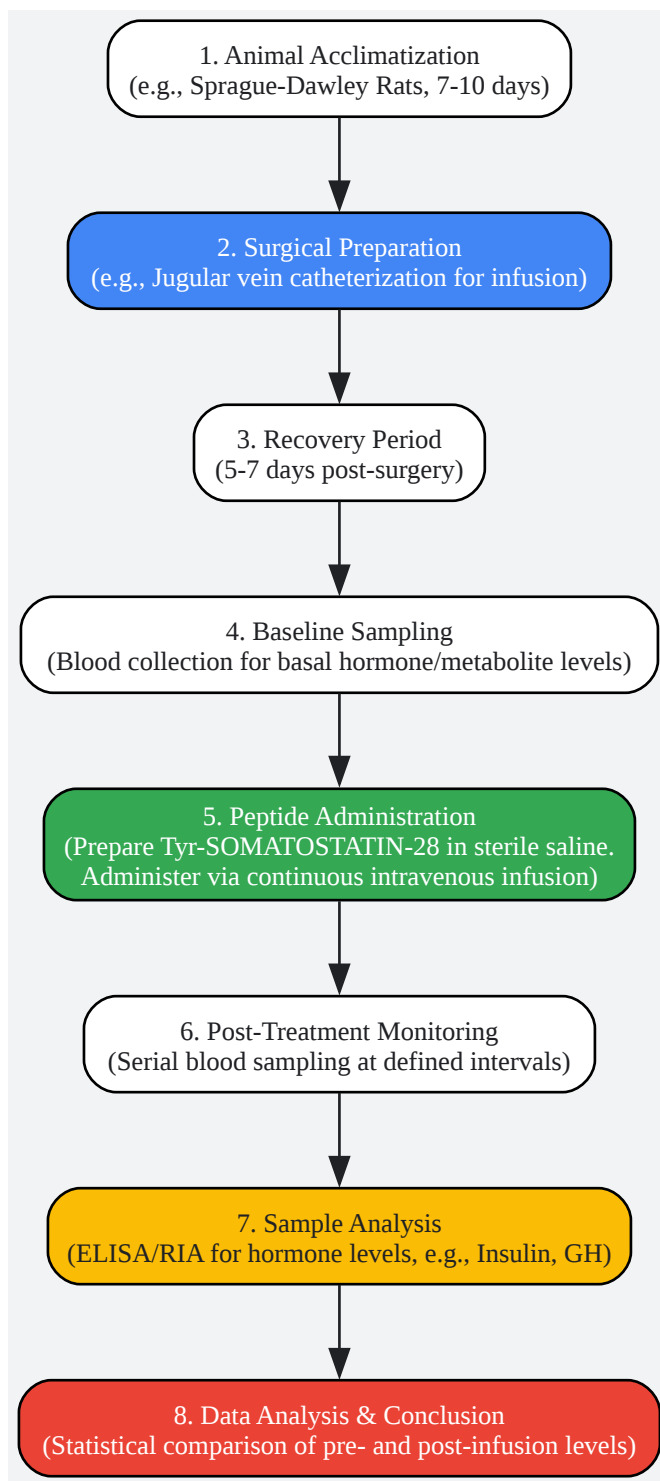 1. Animal Acclimatization
(e.g., Sprague-Dawley Rats, 7-10 days)
2. Surgical Preparation
(e.g., Jugular vein catheterization for infusion)
3. Recovery Period
(5-7 days post-surgery)
4. Baseline Sampling
(Blood collection for basal hormone/metabolite levels)
5. Peptide Administration
(Prepare Tyr-SOMATOSTATIN-28 in sterile saline.
Administer via continuous intravenous infusion)
6. Post-Treatment Monitoring
(Serial blood sampling at defined intervals)
7. Sample Analysis
(ELISA/RIA for hormone levels, e.g., Insulin, GH)
8. Data Analysis & Conclusion
(Statistical comparison of pre- and post-infusion levels)